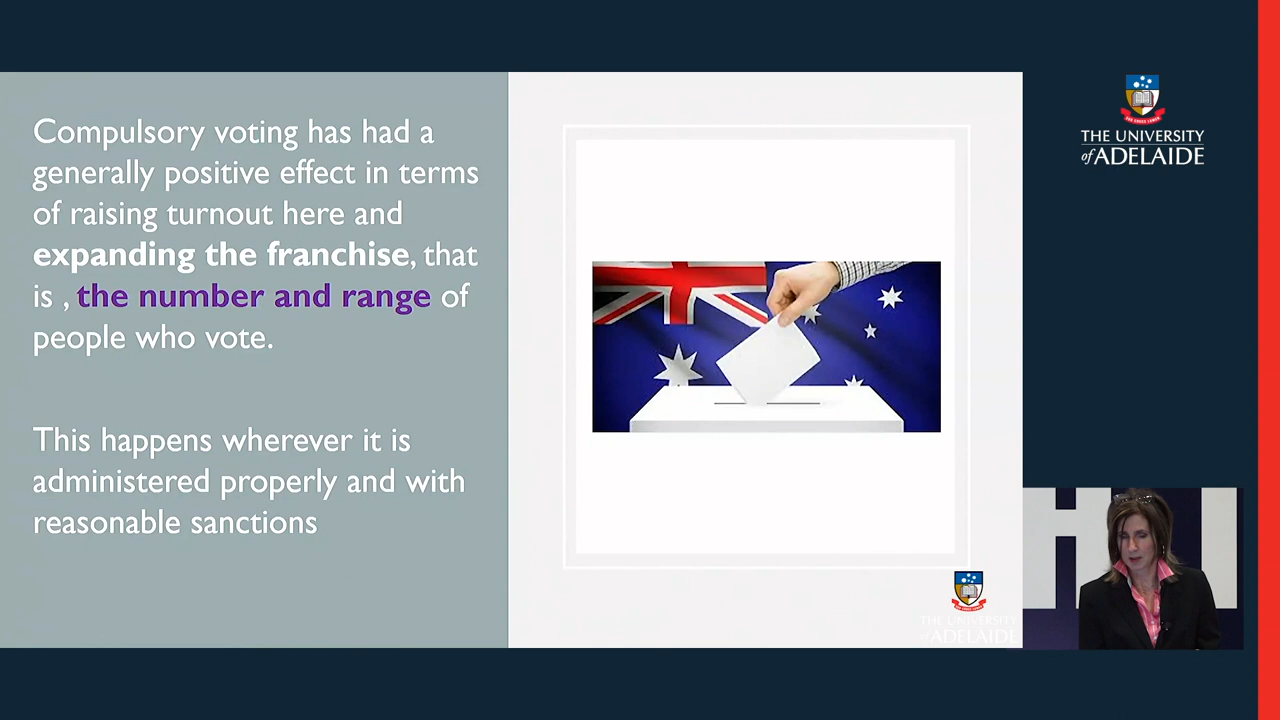 Compulsory voting has had a
generally positive effect in terms
of raising turnout here and
expanding the franchise, that
is , the number and range of
people who vote.
This happens wherever it is
administered properly and with
reasonable sanctions
THE UNIVERSITY
of ADELAIDE
THE UNIVERSITY
of ADELAIDE
H